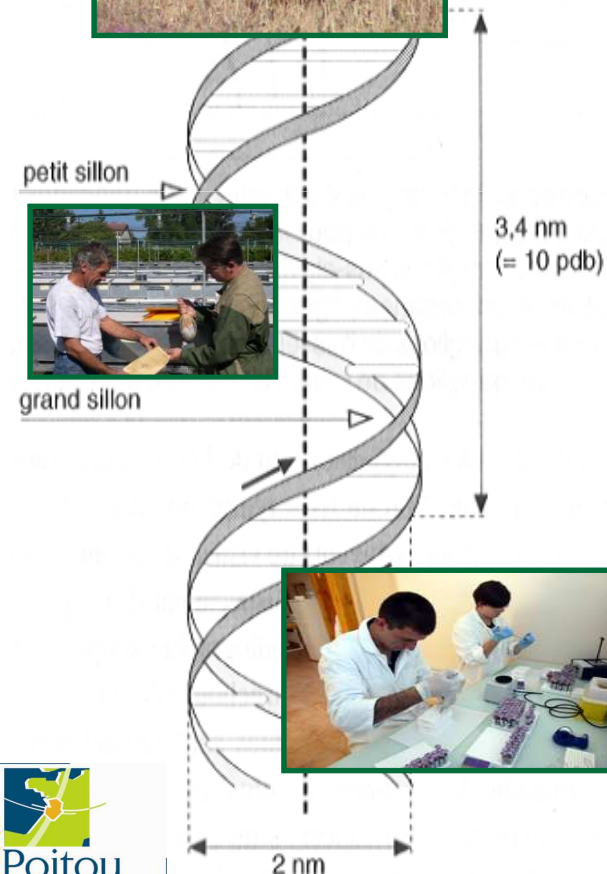 petit sillon
3,4 nm
(= 10 pdb)
grand sillon
2 nm
Poitou